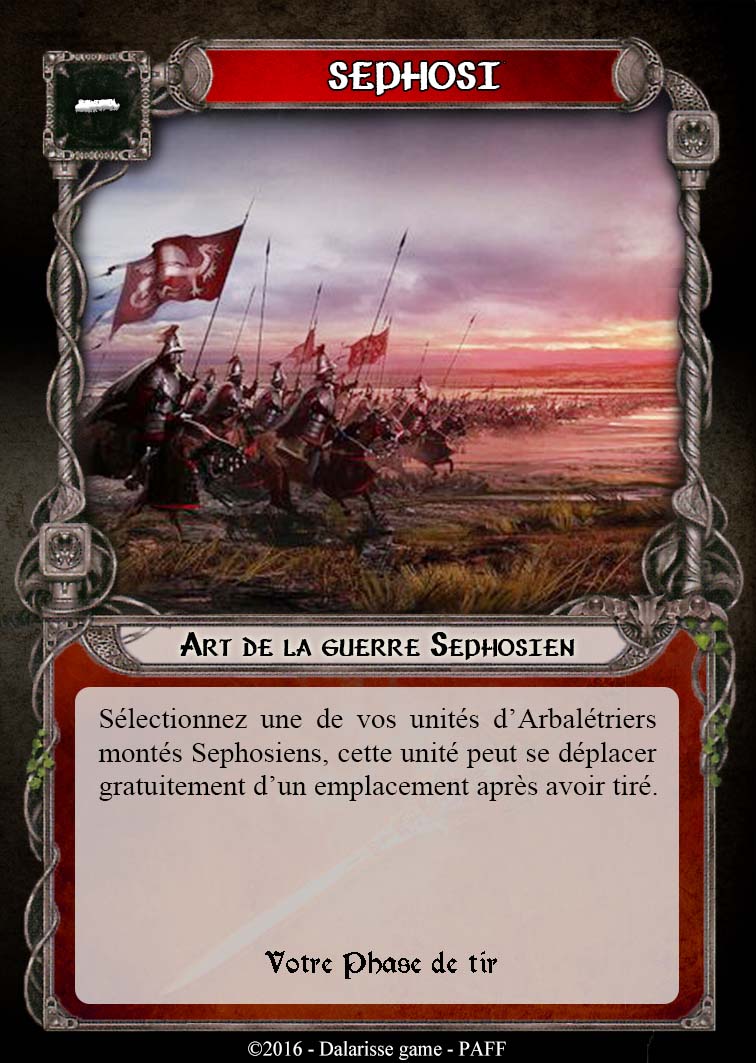 SEPHOSI
Art de la guerre Sephosien
Sélectionnez une de vos unités d’Arbalétriers
montés Sephosiens, cette unité peut se déplacer
gratuitement d’un emplacement après avoir tiré.
Votre Phase de tir
©2016 - Dalarisse game - PAFF